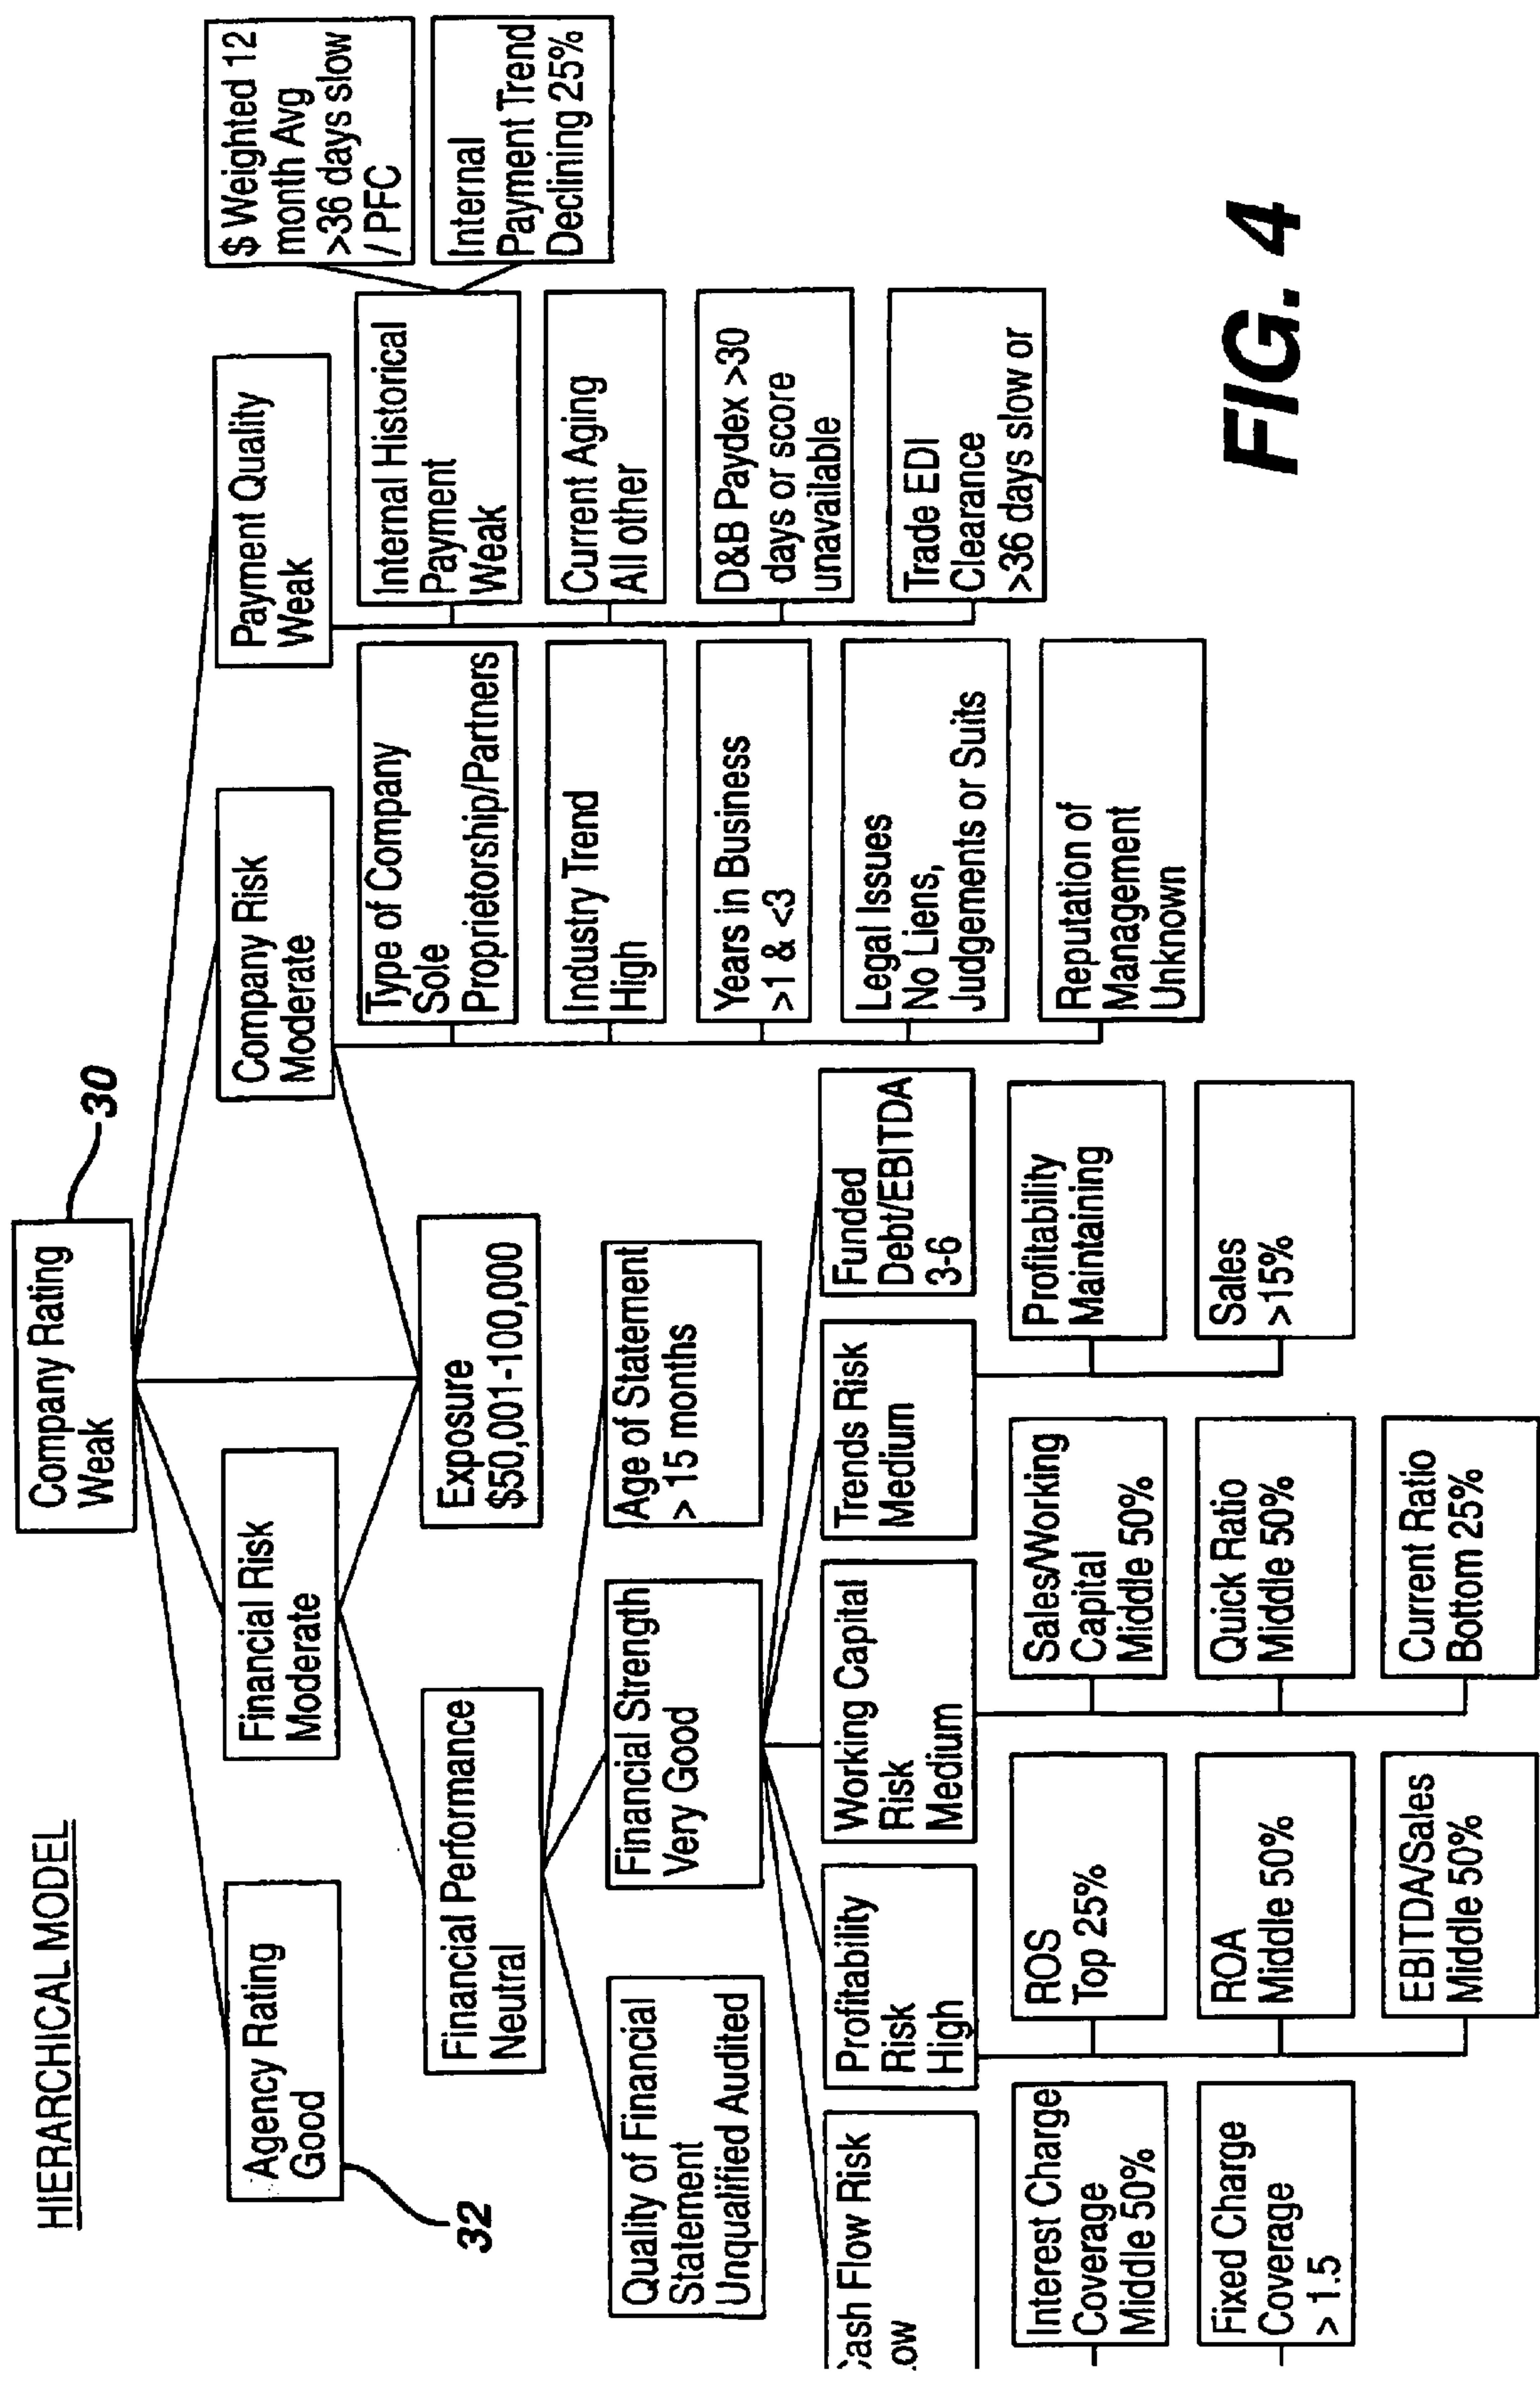 HIERARCHICAL MODEL
Company Rating
Weak
30
Agency Rating
Good
32
Financial Risk
Moderate
Company Risk
Moderate
Payment Quality
Weak
Financial Performance
Neutral
Exposure
$50,001-100,000
Quality of Financial
Statement
Unqualified Audited
Financial Strength
Very Good
Age of Statement
> 15 months
ash Flow Risk
ow
Profitability
Risk
High
Working Capital
Risk
Medium
Trends Risk
Medium
Funded
Debt/EBITDA
3-6
Interest Charge
Coverage
Middle 50%
Fixed Charge
Coverage
> 1.5
ROS
Top 25%
ROA
Middle 50%
EBITDA/Sales
Middle 50%
Sales/Working
Capital
Middle 50%
Quick Ratio
Middle 50%
Current Ratio
Bottom 25%
Profitability
Maintaining
Sales
>15%
Type of Company
Sole
Proprietorship/Partners
Industry Trend
High
Years in Business
>1 & <3
Legal Issues
No Liens,
Judgements or Suits
Reputation of
Management
Unknown
Internal Historical
Payment
Weak
Current Aging
All other
D&B Paydex >30
days or score
unavailable
Trade EDI
Clearance
>36 days slow or
$ Weighted 12
month Avg
>36 days slow
/ PFC
Internal
Payment Trend
Declining 25%
FIG. 4